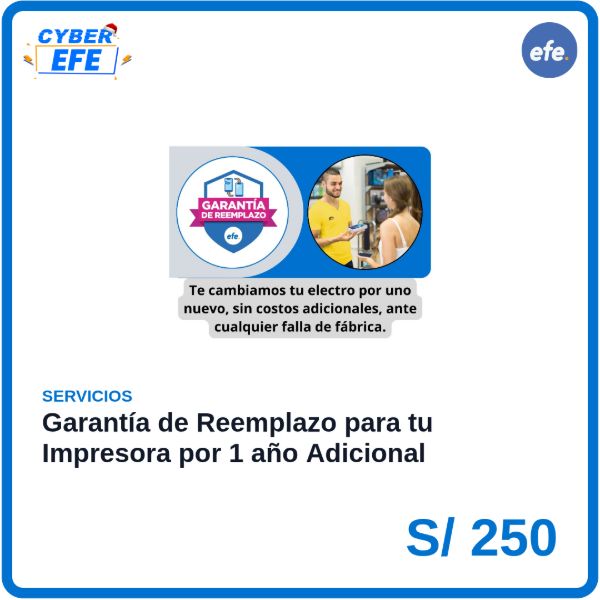 CYBER
EFE
efe.
GARANTÍA
DE REEMPLAZO
efe
Te cambiamos tu electro por uno
nuevo, sin costos adicionales, ante
cualquier falla de fábrica.
SERVICIOS
Garantía de Reemplazo para tu
Impresora por 1 año Adicional
S/ 250